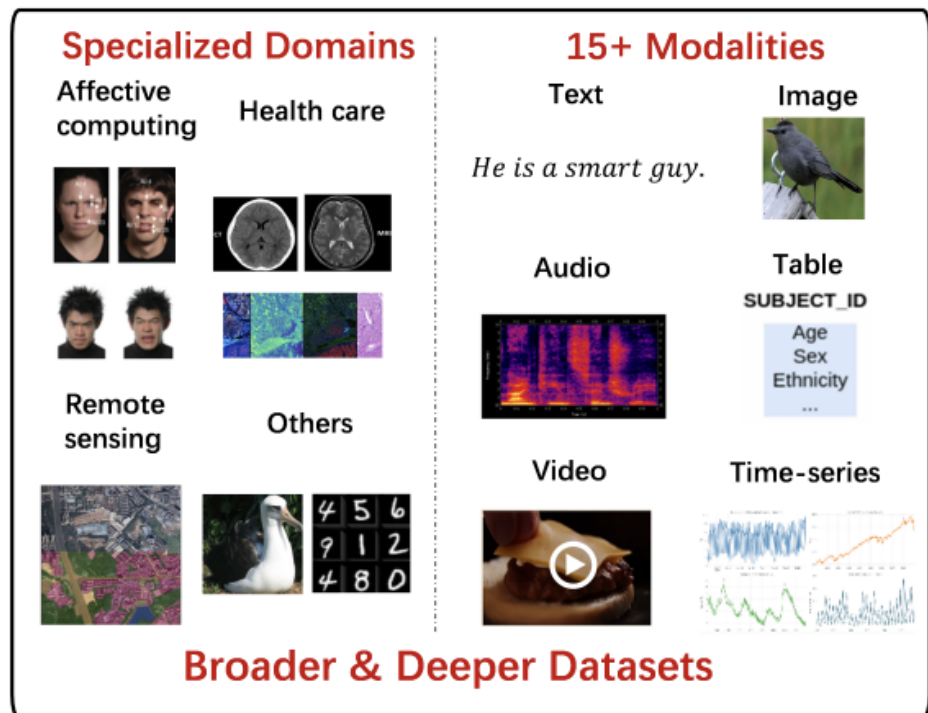 Specialized Domains
15+ Modalities
Affective
computing
Health care
Text
Image
He is a smart guy.
CT
MRI
Audio
Table
SUBJECT_ID
Age
Sex
Ethnicity
...
Remote
sensing
Others
Video
Time-series
4 5 6
9 1 2
4 8 0
Broader & Deeper Datasets